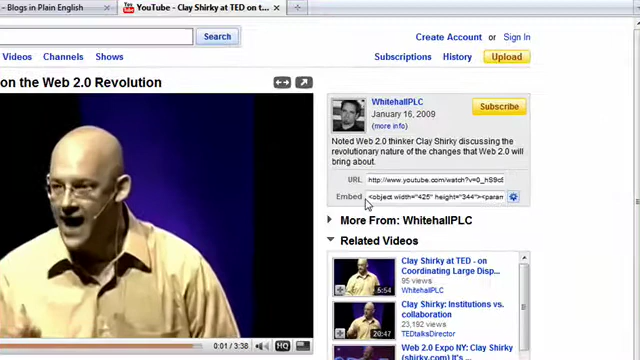 Blogs in Plain English
YouTube - Clay Shirky at TED on t...
Search
Create Account or Sign In
Videos Channels Shows
Subscriptions History Upload
on the Web 2.0 Revolution
WhitehallPLC
January 16, 2009
(more info)
Subscribe
Noted Web 2.0 thinker Clay Shirky discussing the
revolutionary nature of the changes that Web 2.0 will
bring about.
URL http://www.youtube.com/watch?v=0_hS9cS
Embed <object width="425" height="344"><param
More From: WhitehallPLC
Related Videos
Clay Shirky at TED - on
Coordinating Large Disp...
95 views
WhitehallPLC
5:54
Clay Shirky: Institutions vs.
collaboration
23,192 views
TEDtalksDirector
20:47
Web 2.0 Expo NY: Clay Shirky
(shirky.com) It's ...
0:01 / 3:38
HQ